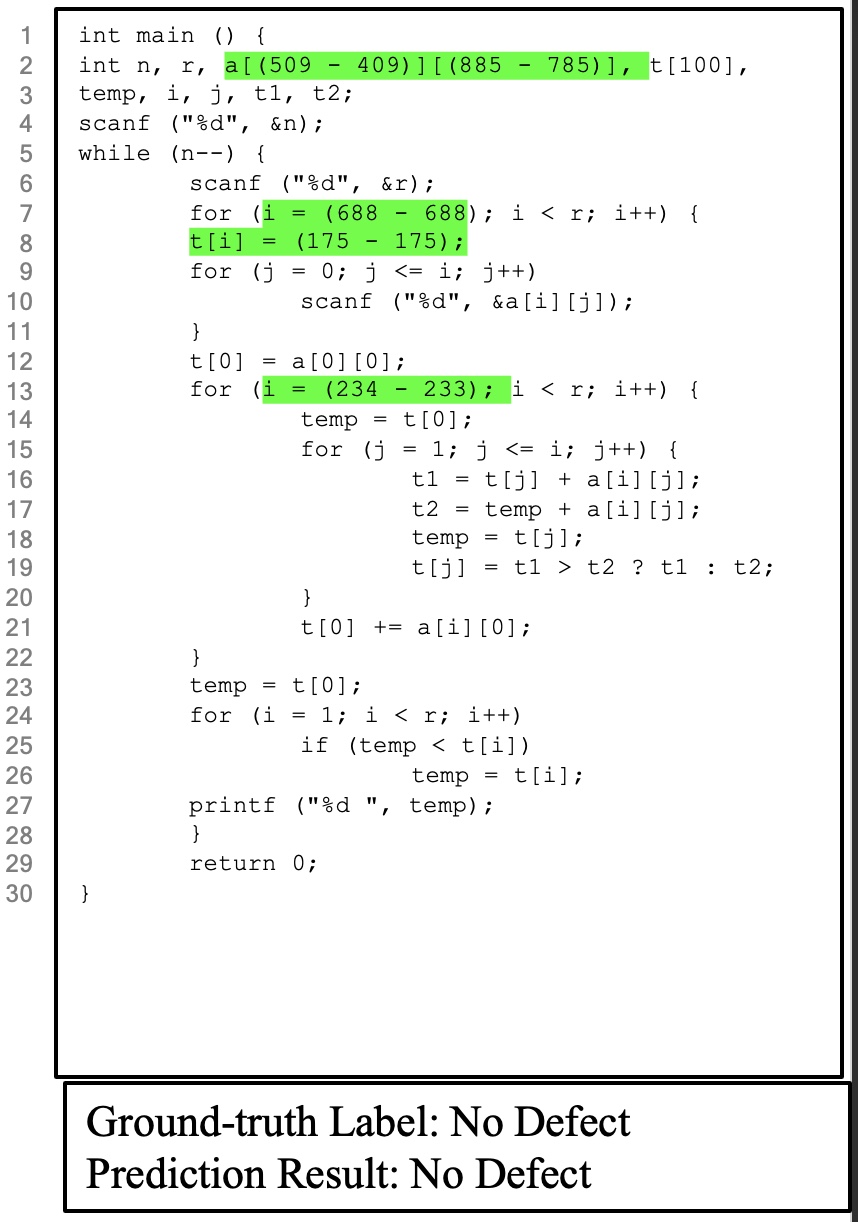 1 int main () {
2 int n, r, a[(509 - 409)][(885 - 785)], t[100],
3 temp, i, j, t1, t2;
4 scanf ("%d", &n);
5 while (n--) {
6 scanf ("%d", &r);
7 for (i = (688 - 688); i < r; i++) {
8 t[i] = (175 - 175);
9 for (j = 0; j <= i; j++)
10 scanf ("%d", &a[i][j]);
11 }
12 t[0] = a[0][0];
13 for (i = (234 - 233); i < r; i++) {
14 temp = t[0];
15 for (j = 1; j <= i; j++) {
16 t1 = t[j] + a[i][j];
17 t2 = temp + a[i][j];
18 temp = t[j];
19 t[j] = t1 > t2 ? t1 : t2;
20 }
21 t[0] += a[i][0];
22 }
23 temp = t[0];
24 for (i = 1; i < r; i++)
25 if (temp < t[i])
26 temp = t[i];
27 printf ("%d ", temp);
28 }
29 return 0;
30 }
Ground-truth Label: No Defect
Prediction Result: No Defect